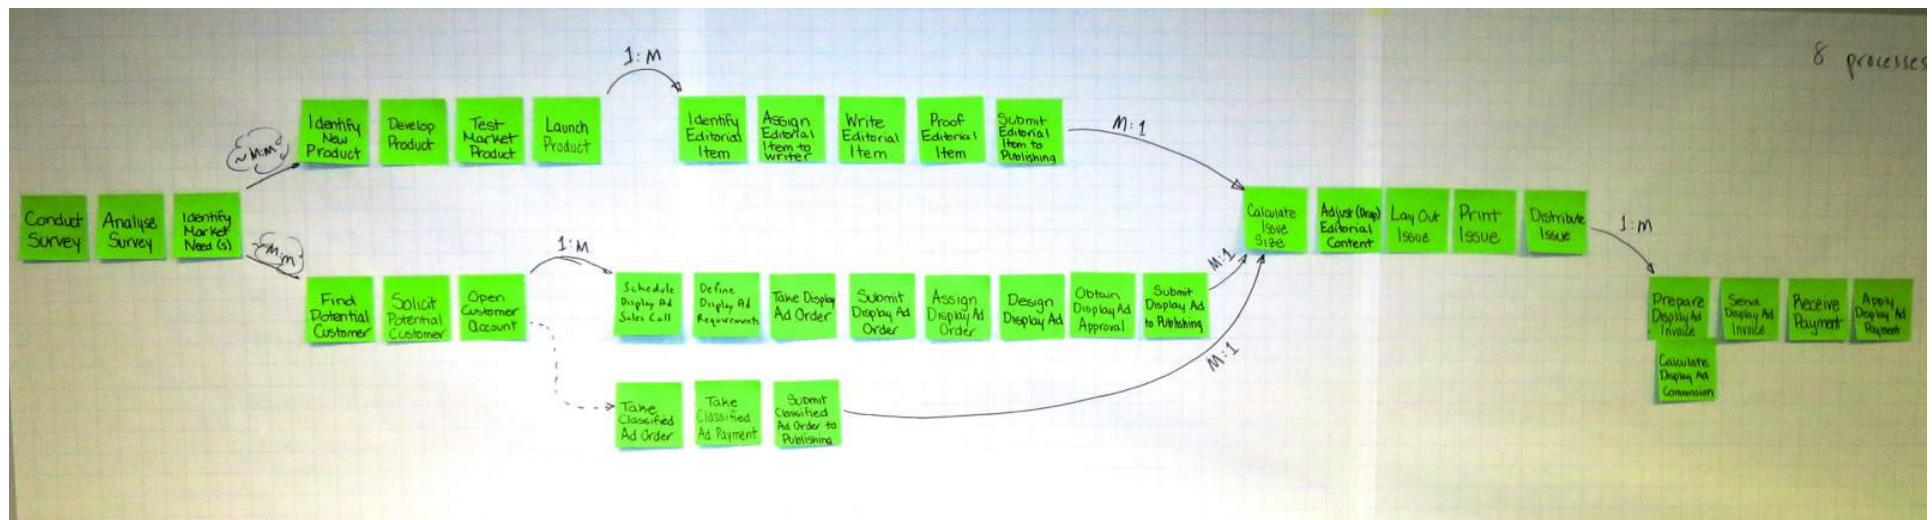 8 processes
1:M
Identify
New
Product
Develop
Product
Test
Market
Product
Launch
Product
Identify
Editorial
Item
Assign
Editorial
Item to
Writer
Write
Editorial
Item
Proof
Editorial
Item
Submit
Editorial
Item to
Publishing
M:1
~M:M
Conduct
Survey
Analyse
Survey
Identify
Market
Need(s)
~M:M
Find
Potential
Customer
Solicit
Potential
Customer
Open
Customer
Account
1:M
Schedule
Display Ad
Sales Call
Define
Display Ad
Requirements
Take Display
Ad Order
Submit
Display Ad
Order
Assign
Display Ad
Order
Design
Display Ad
Obtain
Display Ad
Approval
Submit
Display Ad
to Publishing
M:1
Take
Classified
Ad Order
Take
Classified
Ad Payment
Submit
Classified
Ad Order to
Publishing
M:1
Calculate
Issue
Size
Adjust (Drop)
Editorial
Content
Lay Out
Issue
Print
Issue
Distribute
Issue
1:M
Prepare
Display Ad
Invoice
Send
Display Ad
Invoice
Receive
Payment
Apply
Display Ad
Payment
Calculate
Display Ad
Commission